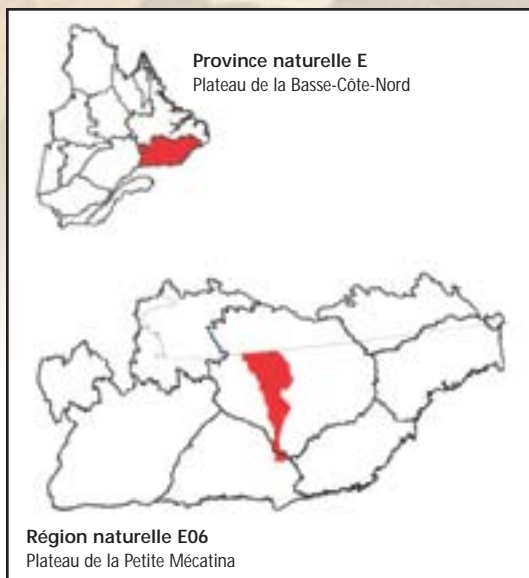 Province naturelle E
Plateau de la Basse-Côte-Nord
Région naturelle E06
Plateau de la Petite Mécatina